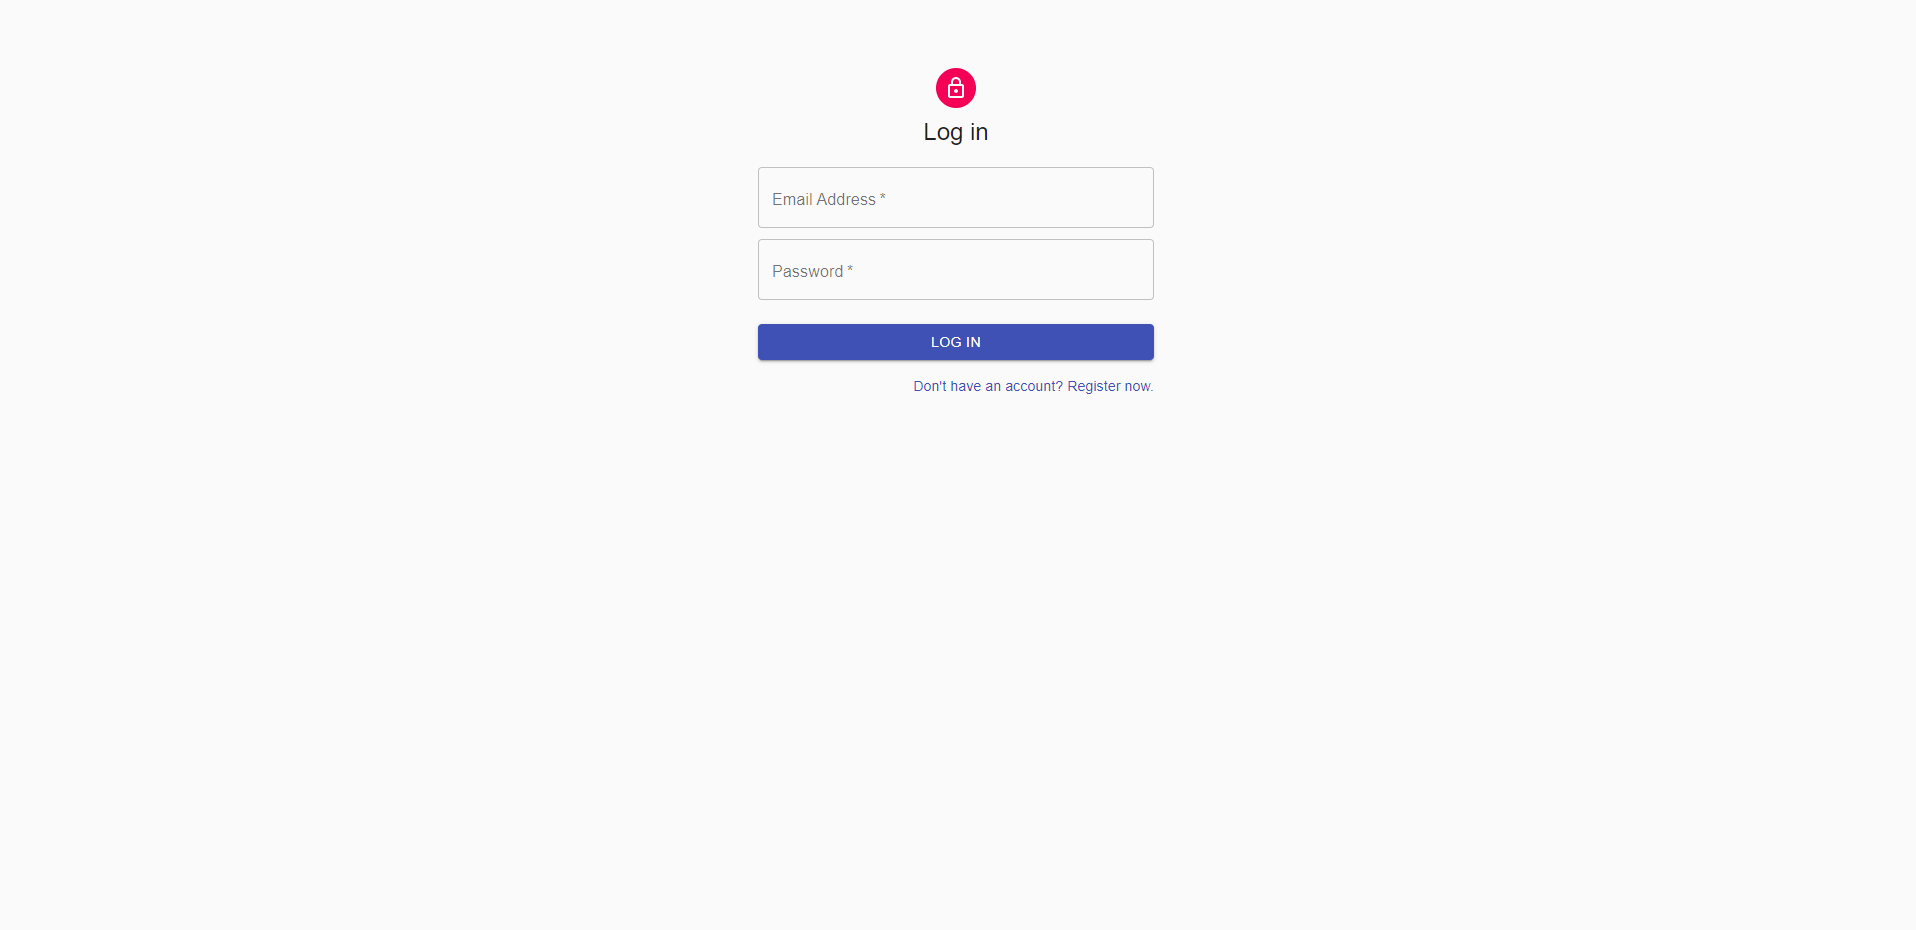 Log in
Email Address *
Password *
LOG IN
Don't have an account? Register now.